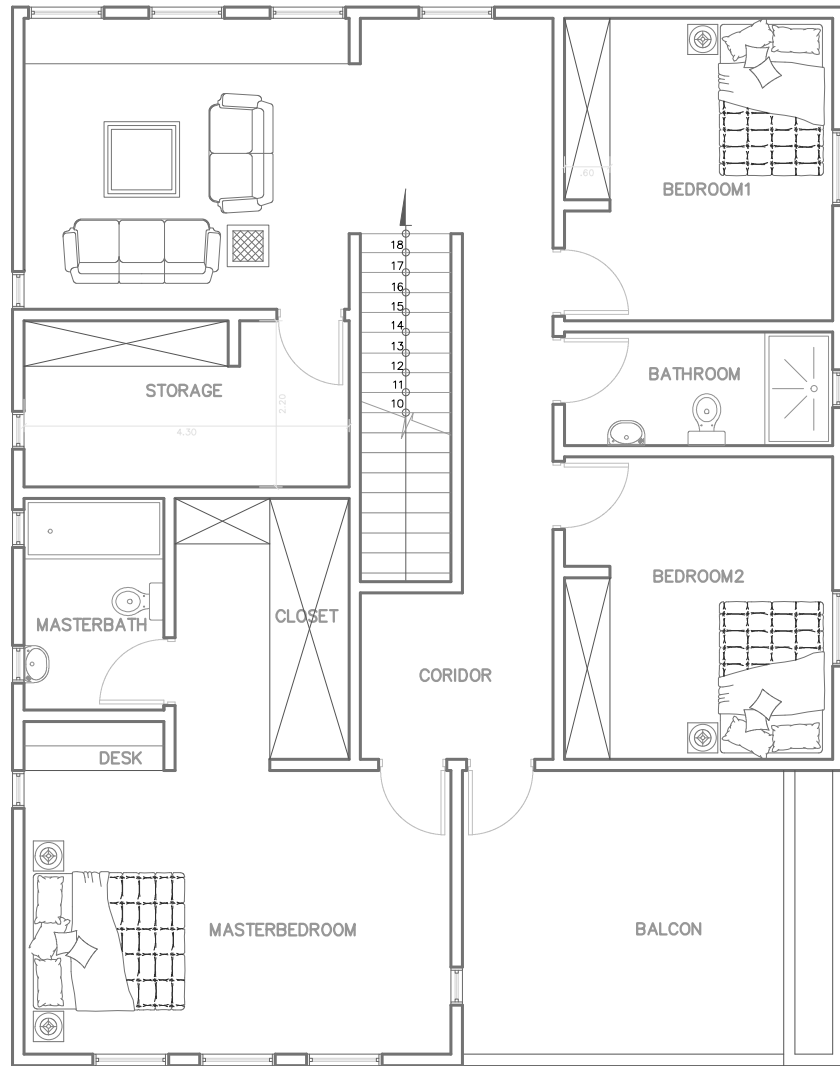 .60
BEDROOM1
18
17
16
15
14
13
12
11
10
BATHROOM
STORAGE
2.20
4.30
BEDROOM2
CLOSET
MASTERBATH
CORIDOR
DESK
MASTERBEDROOM
BALCON